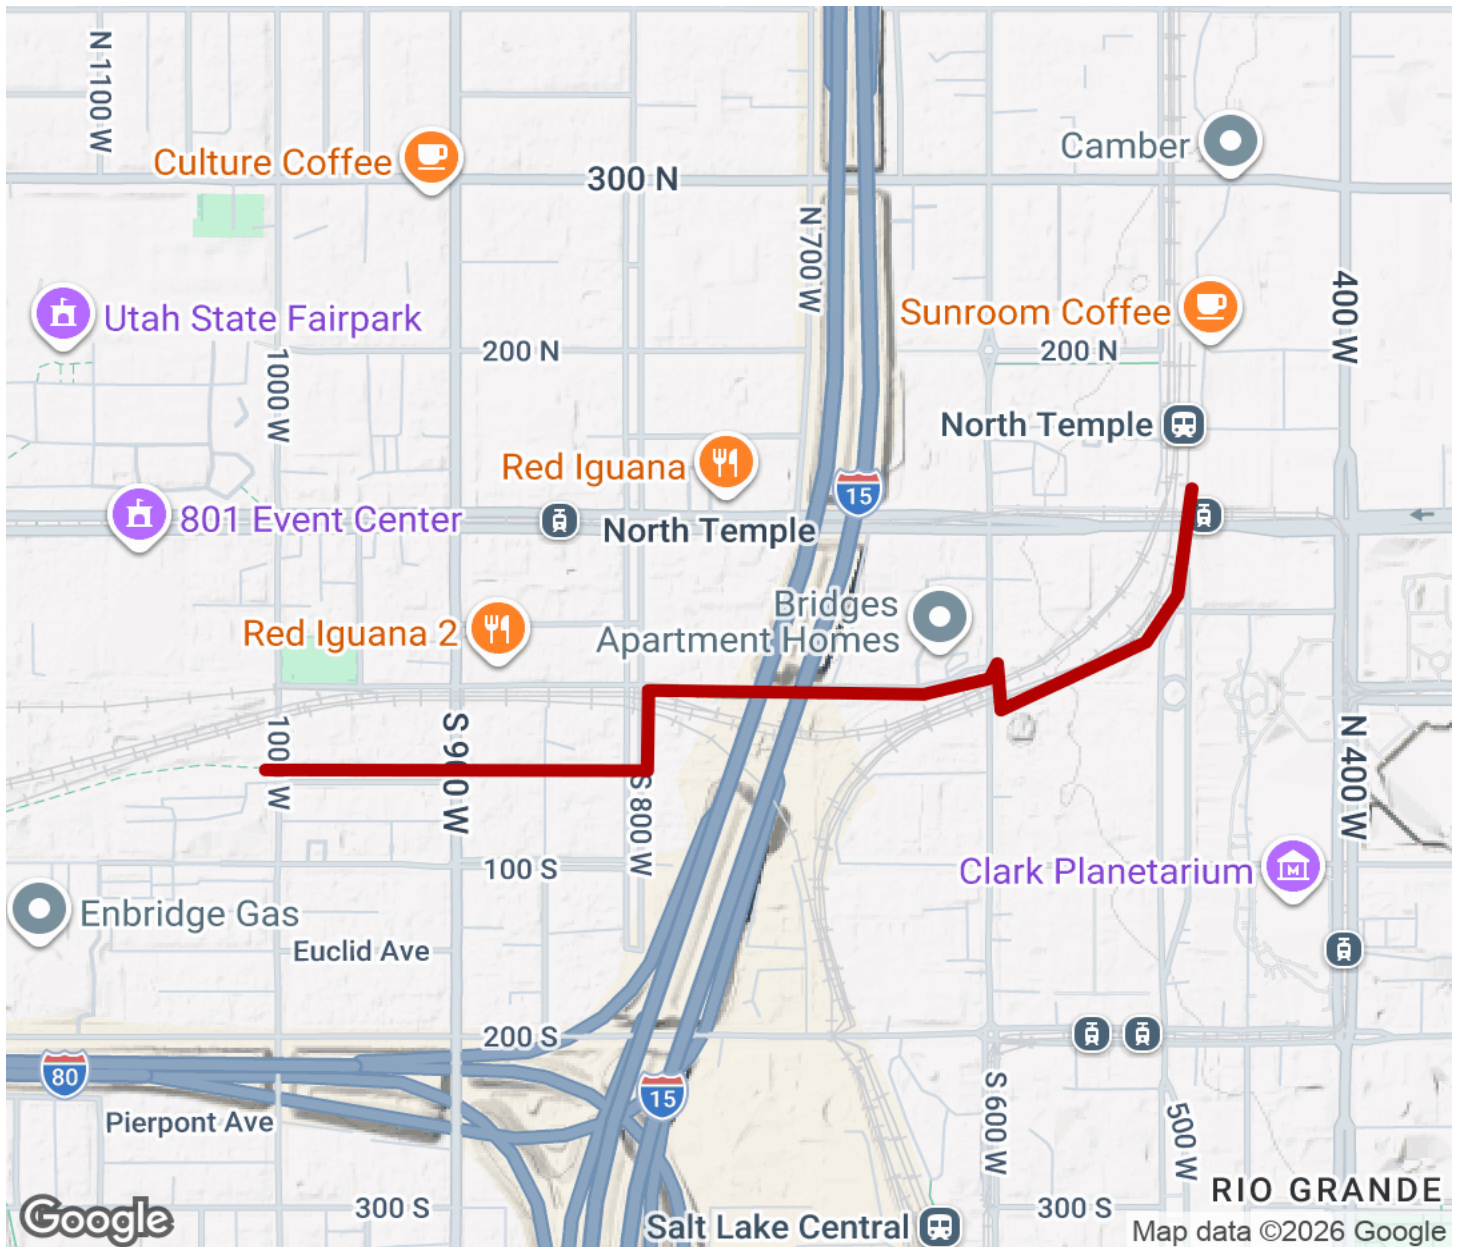 N 1100 W
Culture Coffee
300 N
Camber
N 700 W
Utah State Fairpark
Sunroom Coffee
400 W
1000 W
200 N
200 N
North Temple
Red Iguana
15
801 Event Center
North Temple
Bridges
Apartment Homes
Red Iguana 2
S 900 W
N 400 W
S 800 W
100 S
Clark Planetarium
Enbridge Gas
Euclid Ave
200 S
80
15
Pierpont Ave
S 600 W
500 W
RIO GRANDE
300 S
300 S
Google
Salt Lake Central
Map data ©2026 Google